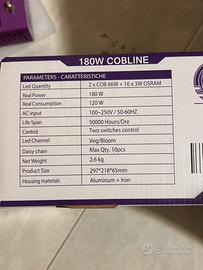 180W COBLINE
PARAMETERS - CARATTERISTICHE
Led Quantity 2 x COB 66W + 16 x 3W OSRAM
Real Power 180 W
Real Consumption 120 W
AC input 100~250V / 50-60HZ
Life Span 50000 Hours/Ore
Control Two switches control
Led Channel Veg/Bloom
Daisy chain Max Qty. 10pcs
Net Weight 2.6 kg
Product Size 297*218*65mm
Housing materials Aluminum + Iron